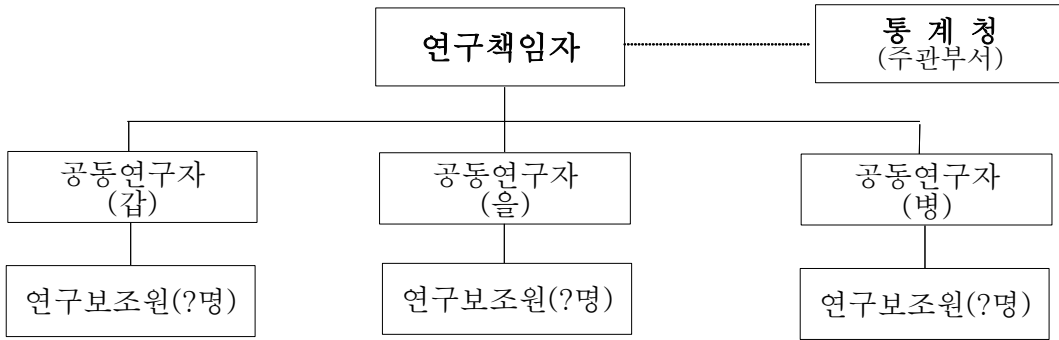 연구책임자
통 계 청
(주관부서)
공동연구자
(갑)
공동연구자
(을)
공동연구자
(병)
연구보조원(?명)
연구보조원(?명)
연구보조원(?명)